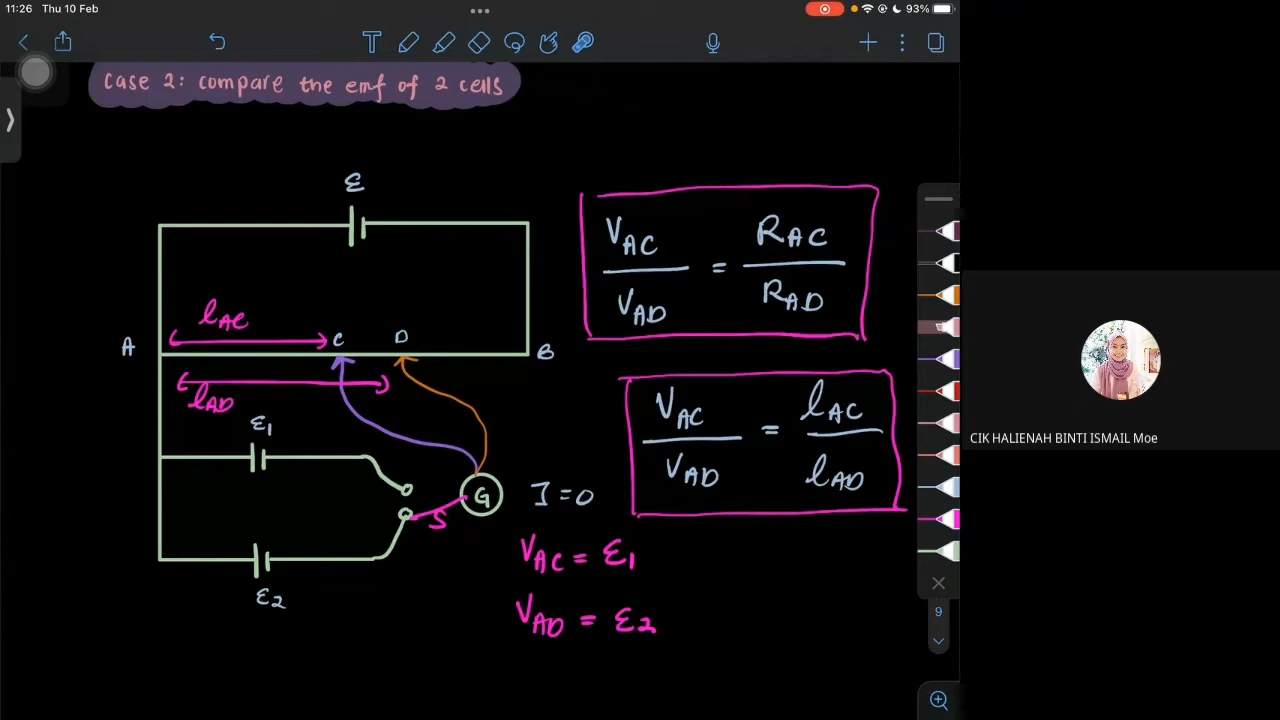 11:26 Thu 10 Feb
93%
Case 2: compare the emf of 2 cells
ε
V_AC / V_AD = R_AC / R_AD
l_AC
A
C
D
B
l_AD
V_AC / V_AD = l_AC / l_AD
ε1
G
I = 0
S
V_AC = ε1
ε2
V_AD = ε2
9
CIK HALIENAH BINTI ISMAIL Moe